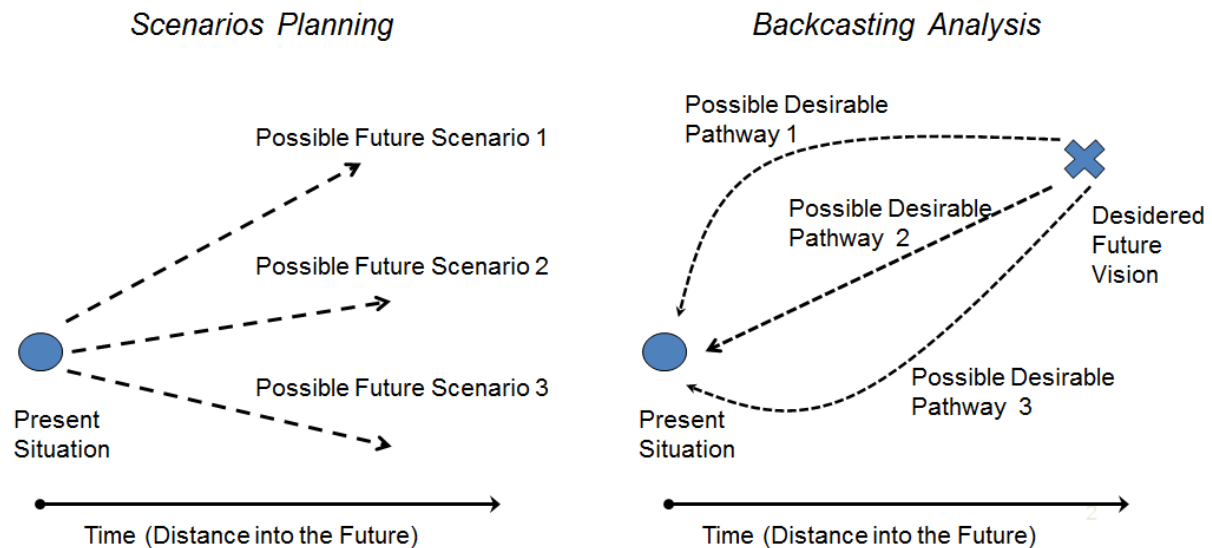 Scenarios Planning
Possible Future Scenario 1
Possible Future Scenario 2
Possible Future Scenario 3
Present
Situation
Time (Distance into the Future)
Backcasting Analysis
Possible Desirable
Pathway 1
Possible Desirable
Pathway 2
Desidered
Future
Vision
Possible Desirable
Pathway 3
Present
Situation
2
Time (Distance into the Future)